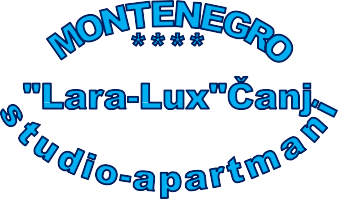 MONTENEGRO
****
"Lara-Lux"Čanj
studio-apartmani